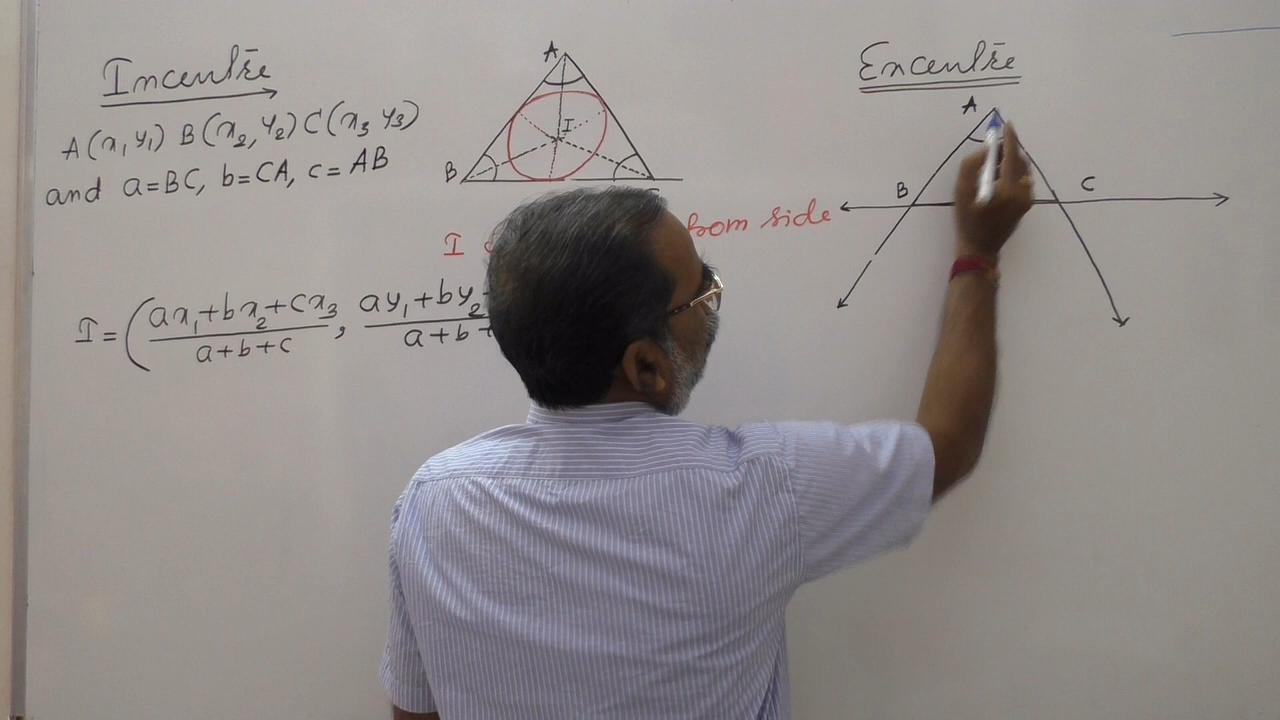 Incentre
A(x₁ y₁) B(x₂, y₂) C(x₃ y₃)
and a=BC, b=CA, c=AB
A
I
B
I
from side
I = (ax₁+bx₂+cx₃ / a+b+c, ay₁+by₂ / a+b+
Excentre
A
B
C